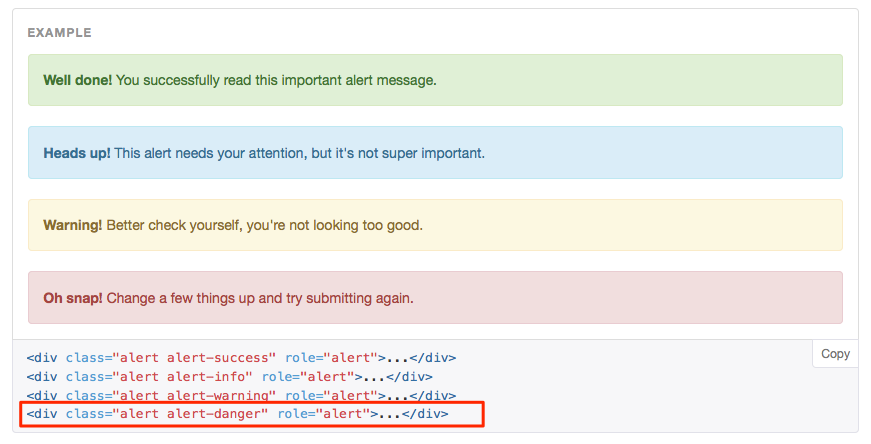 EXAMPLE
Well done! You successfully read this important alert message.
Heads up! This alert needs your attention, but it's not super important.
Warning! Better check yourself, you're not looking too good.
Oh snap! Change a few things up and try submitting again.
Copy
<div class="alert alert-success" role="alert">...</div>
<div class="alert alert-info" role="alert">...</div>
<div class="alert alert-warning" role="alert">...</div>
<div class="alert alert-danger" role="alert">...</div>